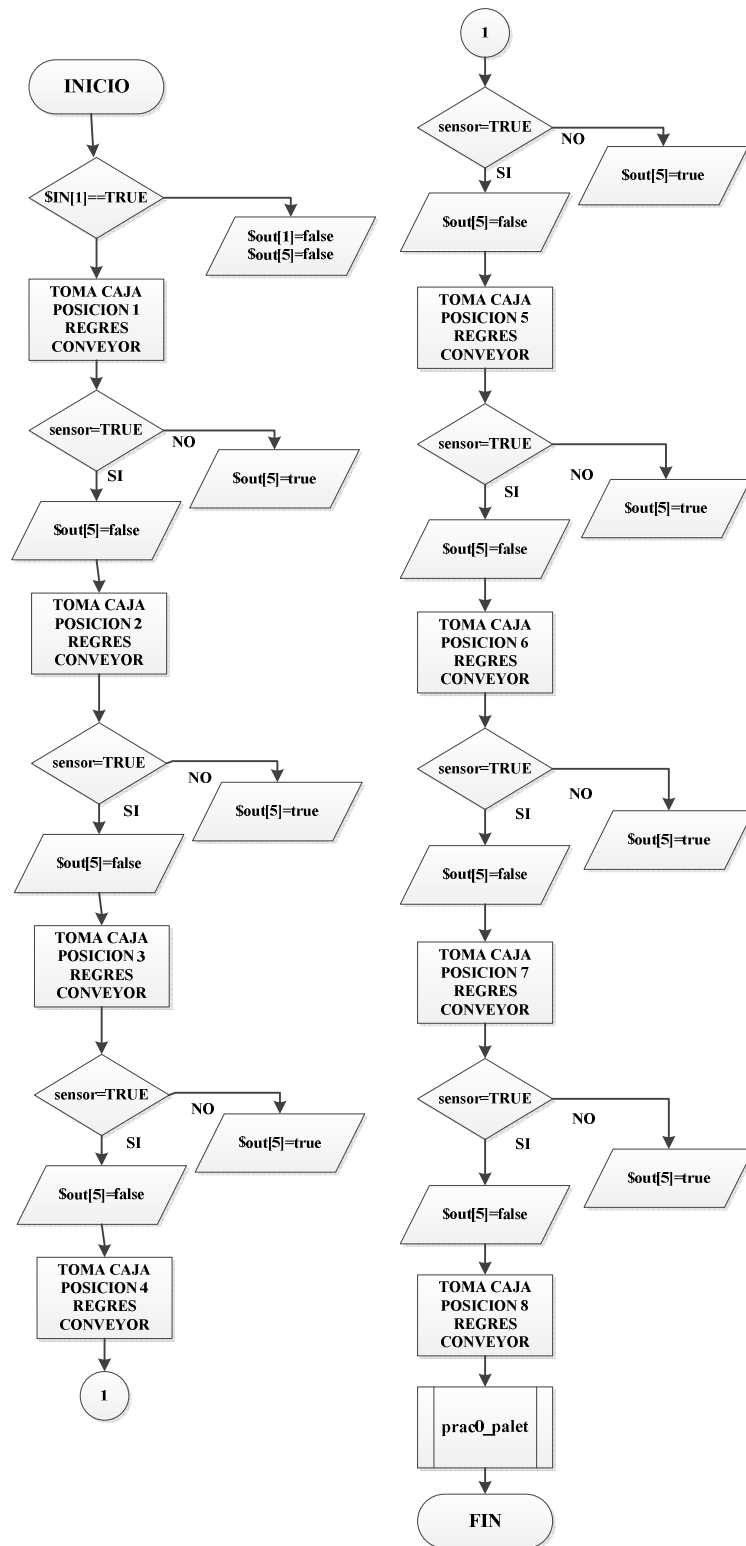 INICIO
$IN[1]==TRUE
$out[1]=false
$out[5]=false
TOMA CAJA
POSICION 1
REGRES
CONVEYOR
sensor=TRUE
NO
$out[5]=true
SI
$out[5]=false
TOMA CAJA
POSICION 2
REGRES
CONVEYOR
sensor=TRUE
NO
$out[5]=true
SI
$out[5]=false
TOMA CAJA
POSICION 3
REGRES
CONVEYOR
sensor=TRUE
NO
$out[5]=true
SI
$out[5]=false
TOMA CAJA
POSICION 4
REGRES
CONVEYOR
1
1
sensor=TRUE
NO
$out[5]=true
SI
$out[5]=false
TOMA CAJA
POSICION 5
REGRES
CONVEYOR
sensor=TRUE
NO
$out[5]=true
SI
$out[5]=false
TOMA CAJA
POSICION 6
REGRES
CONVEYOR
sensor=TRUE
NO
$out[5]=true
SI
$out[5]=false
TOMA CAJA
POSICION 7
REGRES
CONVEYOR
sensor=TRUE
NO
$out[5]=true
SI
$out[5]=false
TOMA CAJA
POSICION 8
REGRES
CONVEYOR
prac0_palet
FIN